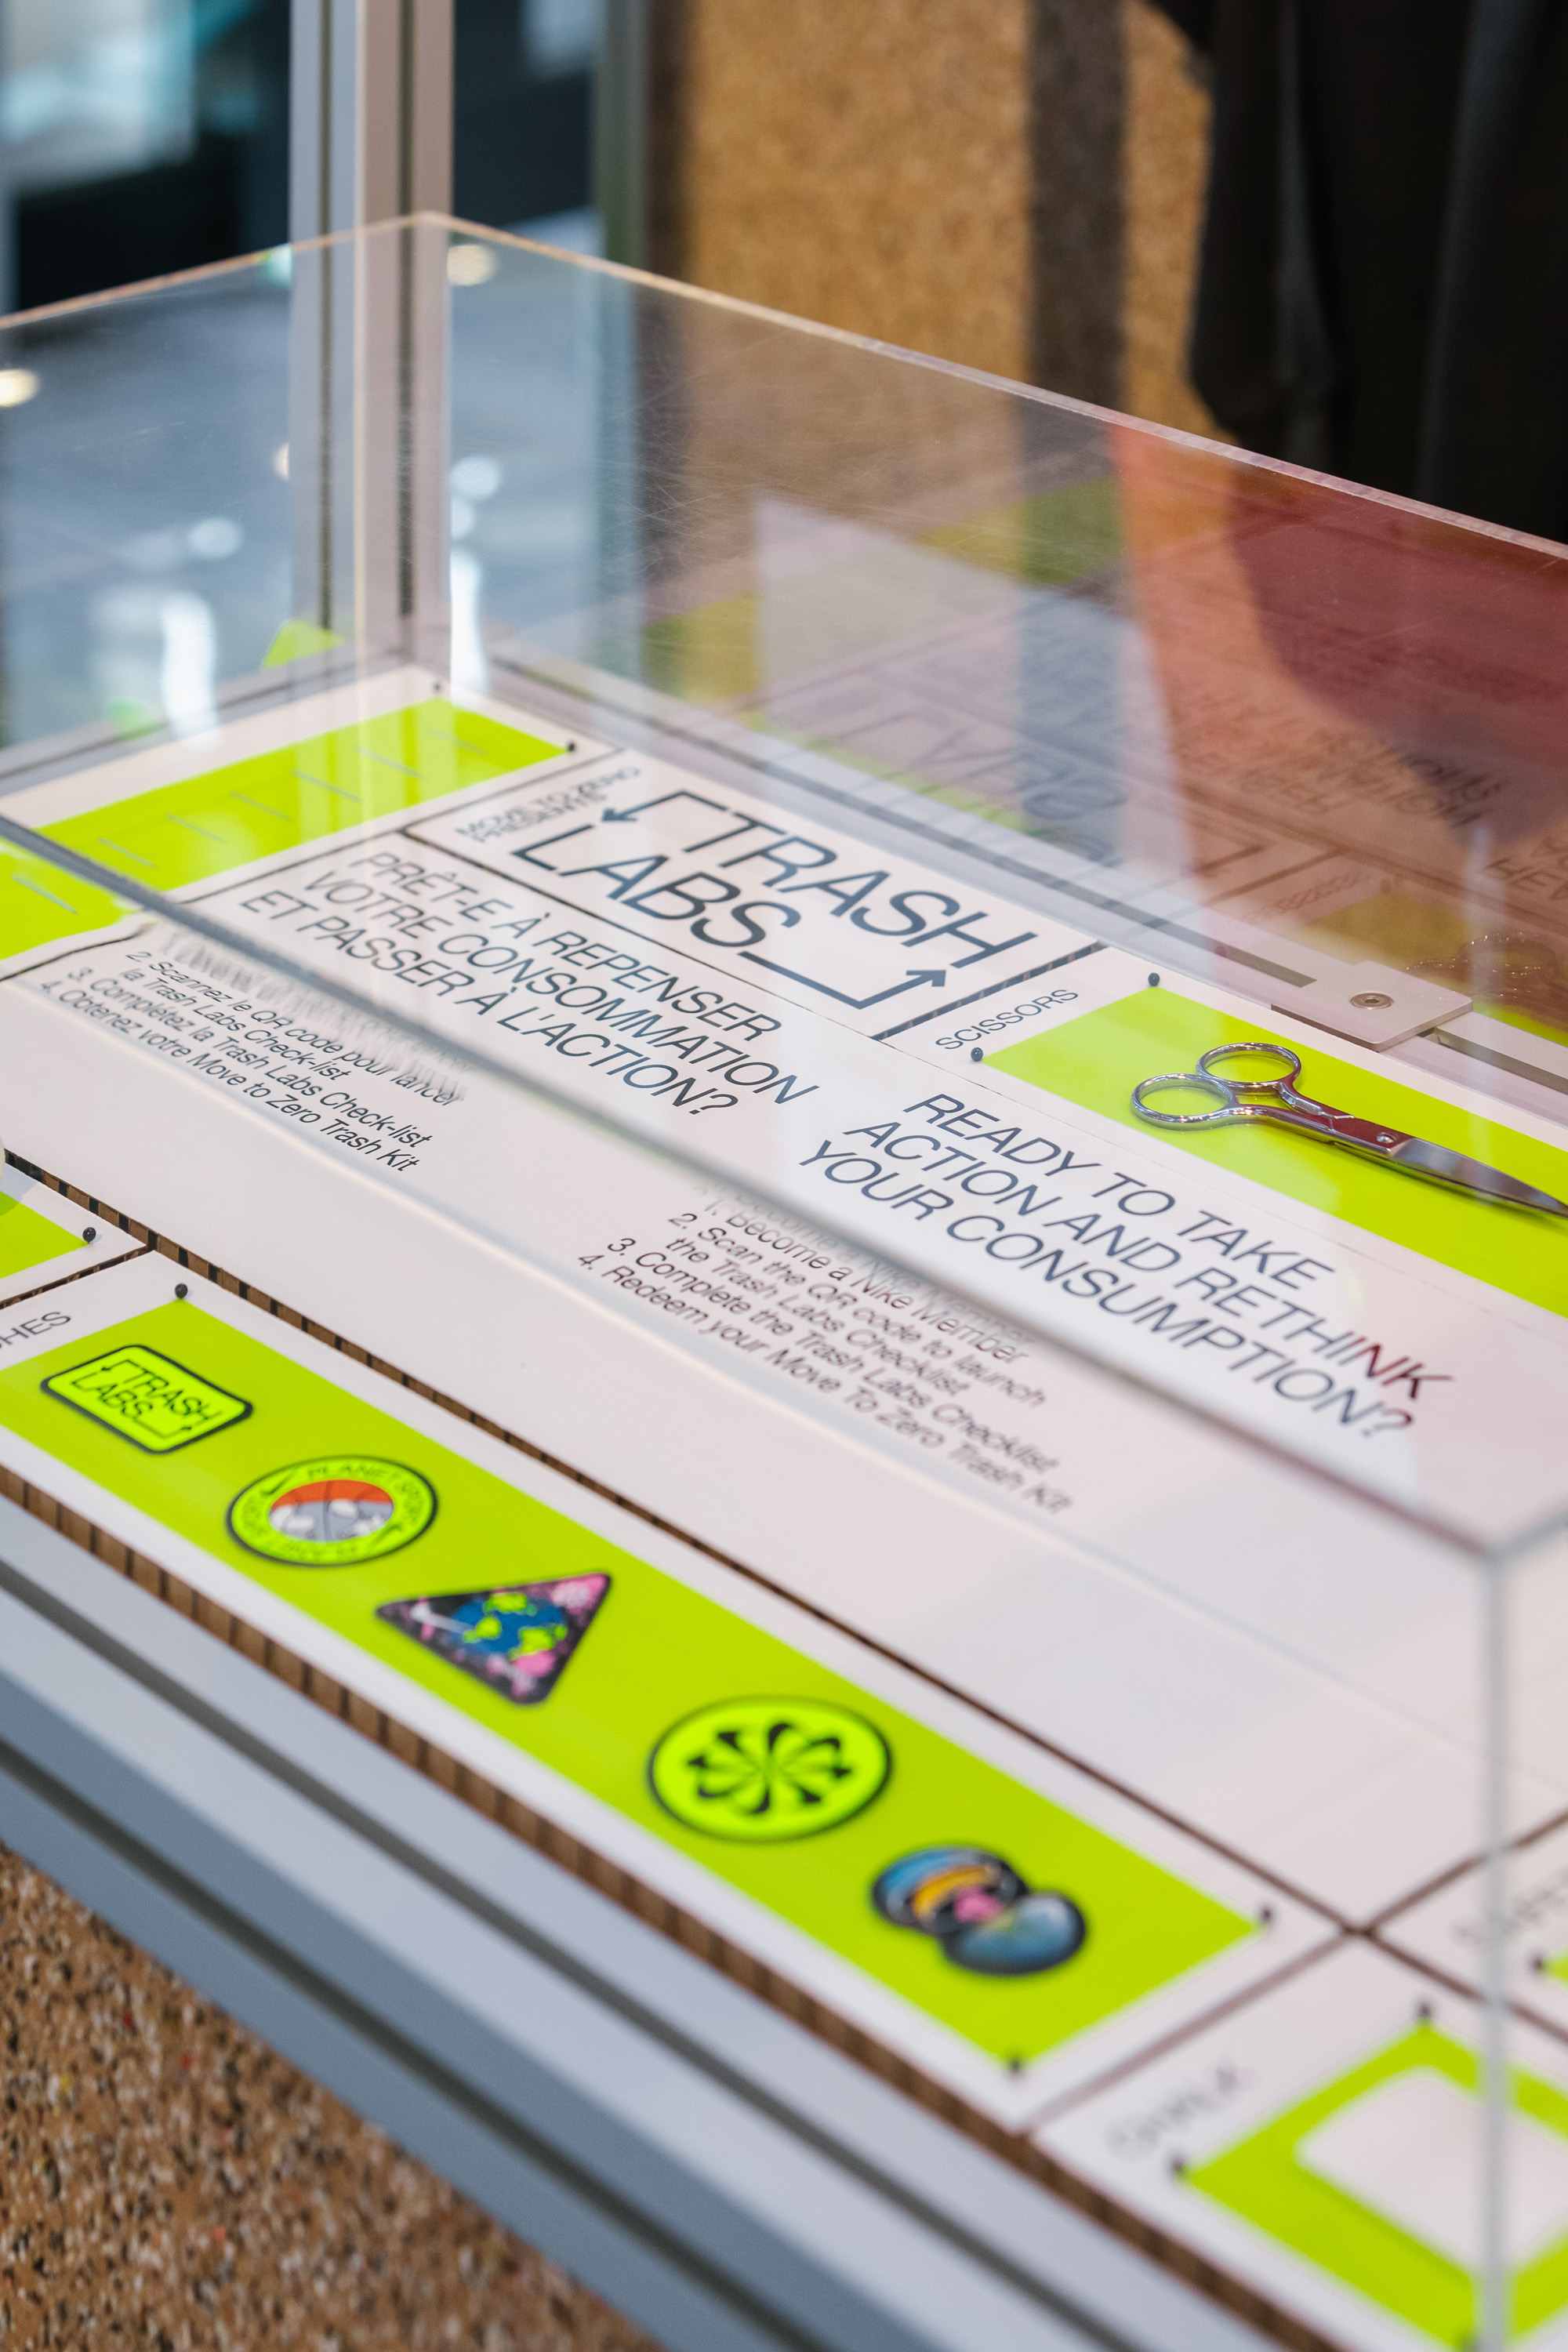 MOVE TO ZERO
PRESENTS
TRASH
LABS
PRÊT-E À REPENSER
VOTRE CONSOMMATION
ET PASSER À L'ACTION?
2. Scannez le QR code pour lancer
la Trash Labs Check-list
3. Complétez la Trash Labs Check-list
4. Obtenez votre Move to Zero Trash Kit
SCISSORS
READY TO TAKE
ACTION AND RETHINK
YOUR CONSUMPTION?
1. Become a Nike Member
2. Scan the QR code to launch
the Trash Labs Checklist
3. Complete the Trash Labs Checklist
4. Redeem your Move To Zero Trash Kit
HES
TRASH
LABS
PLANET SPORT
CHALK